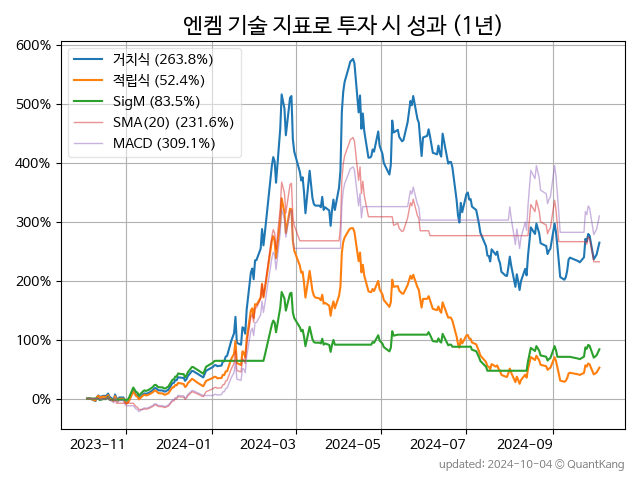 엔켐 기술 지표로 투자 시 성과 (1년)
600%
500%
400%
300%
200%
100%
0%
거치식 (263.8%)
적립식 (52.4%)
SigM (83.5%)
SMA(20) (231.6%)
MACD (309.1%)
2023-11
2024-01
2024-03
2024-05
2024-07
2024-09
updated: 2024-10-04 © QuantKang